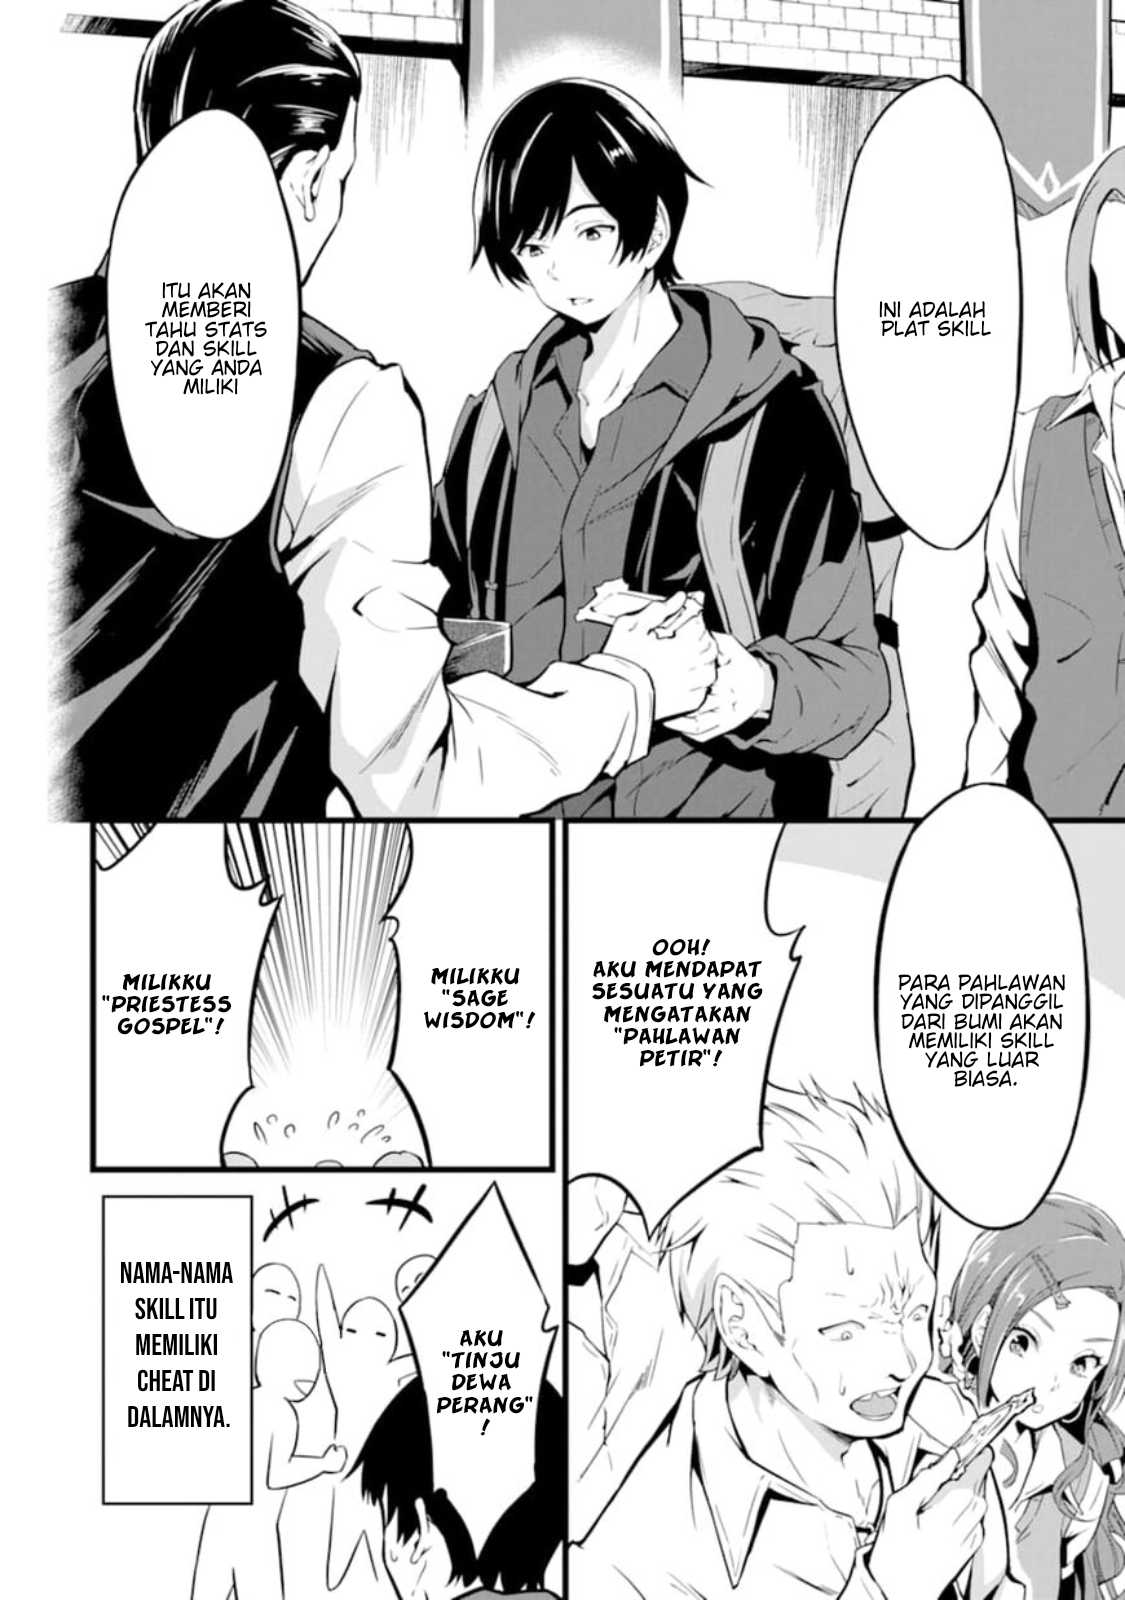 INI ADALAH
PLAT SKILL
ITU AKAN
MEMBERI
TAHU STATS
DAN SKILL
YANG ANDA
MILIKI
PARA PAHLAWAN
YANG DIPANGGIL
DARI BUMI AKAN
MEMILIKI SKILL
YANG LUAR
BIASA.
OOH!
AKU MENDAPAT
SESUATU YANG
MENGATAKAN
"PAHLAWAN
PETIR"!
MILIKKU
"SAGE
WISDOM"!
MILIKKU
"PRIESTESS
GOSPEL"!
AKU
"TINJU
DEWA
PERANG"
!
NAMA-NAMA
SKILL ITU
MEMILIKI
CHEAT DI
DALAMNYA.